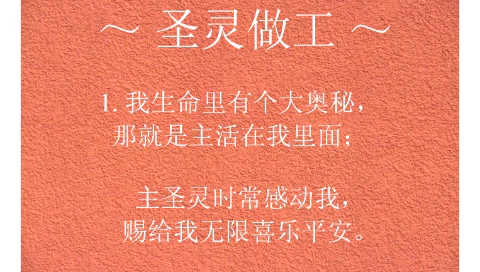 ～ 圣灵做工 ～
1. 我生命里有个大奥秘，
那就是主活在我里面；
主圣灵时常感动我，
赐给我无限喜乐平安。